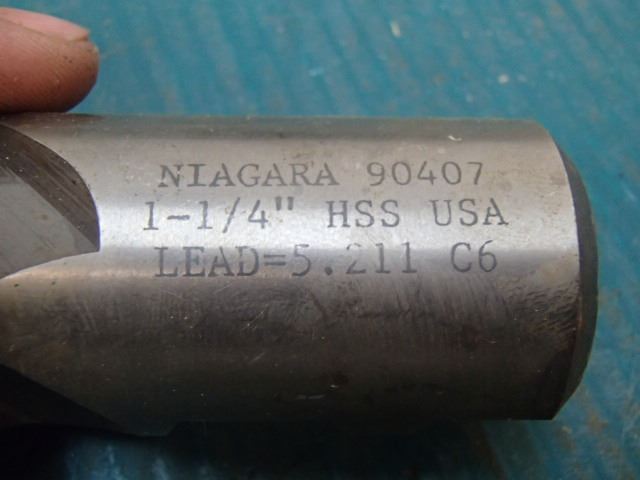 NIAGARA 90407
1-1/4" HSS USA
LEAD=5.211 C6